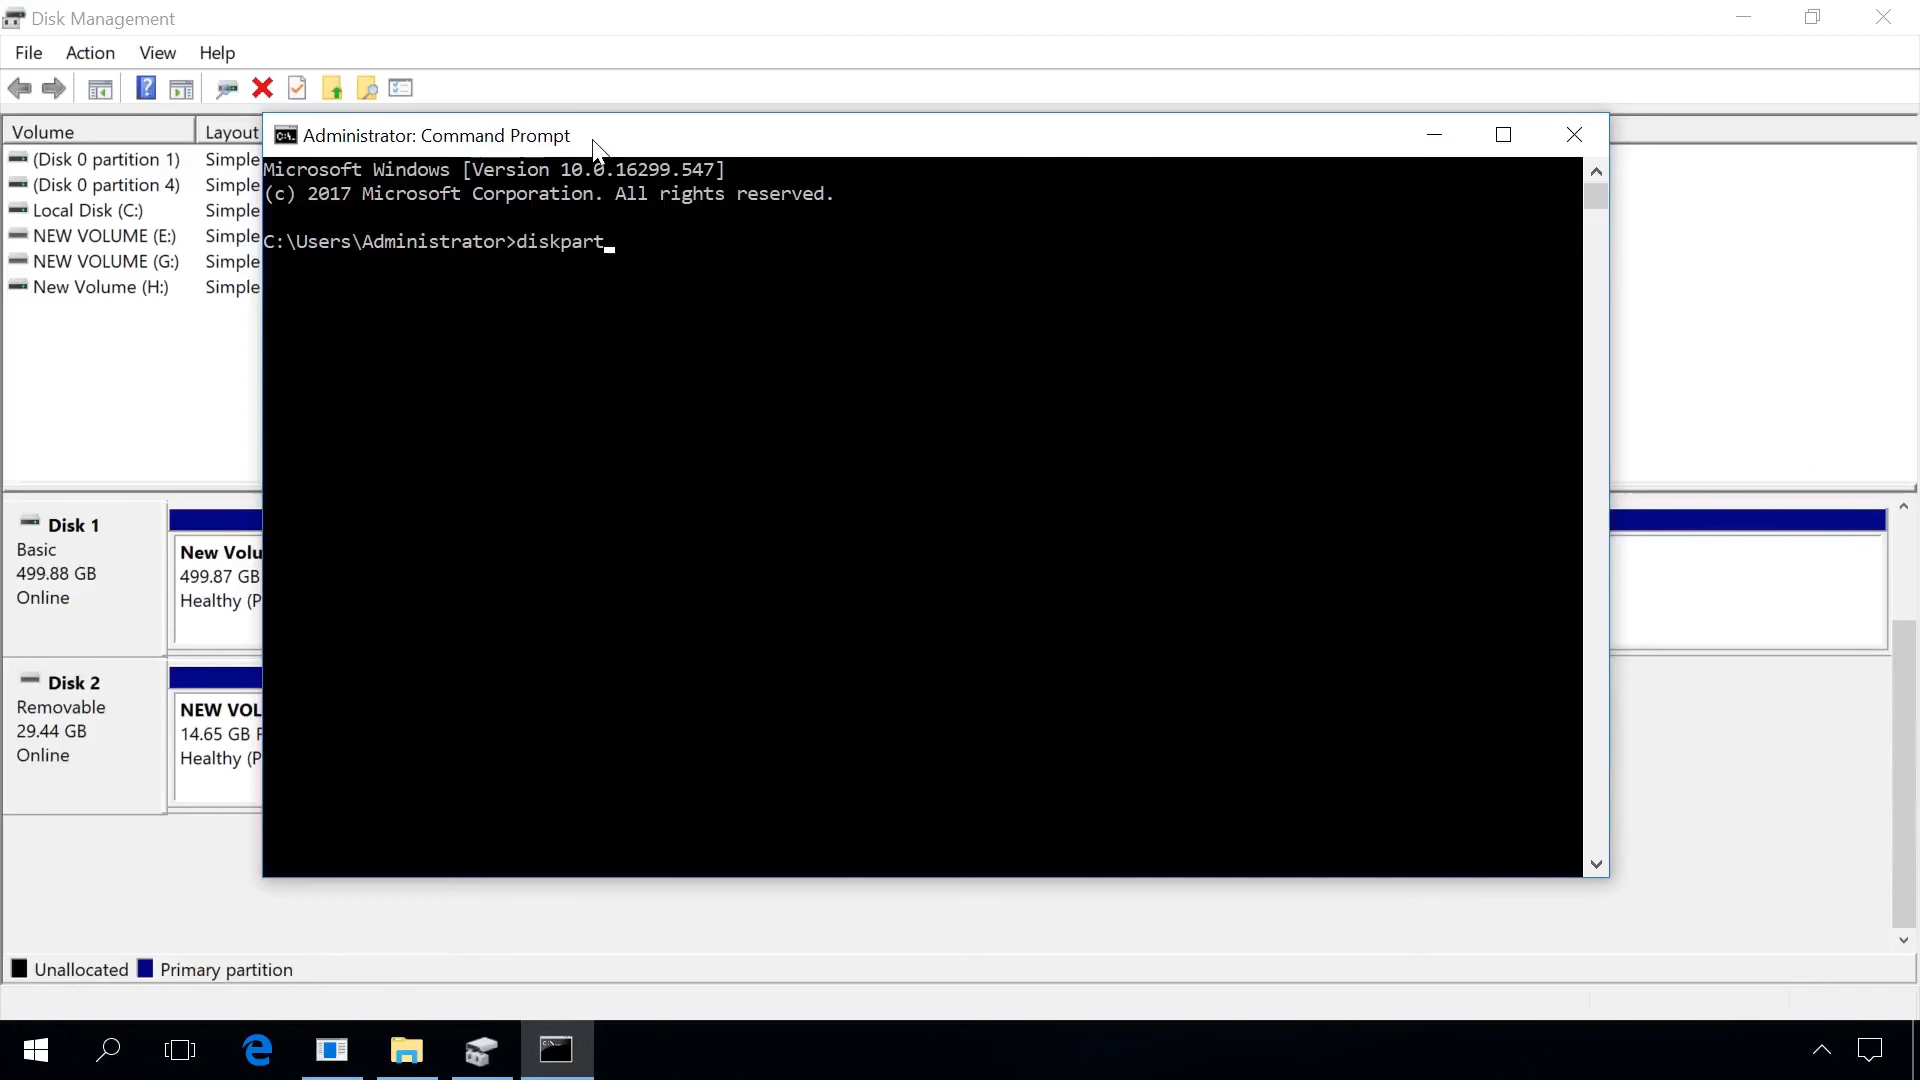 Disk Management
File Action View Help
Volume Layout
(Disk 0 partition 1) Simple
(Disk 0 partition 4) Simple
Local Disk (C:) Simple
NEW VOLUME (E:) Simple
NEW VOLUME (G:) Simple
New Volume (H:) Simple
Administrator: Command Prompt
Microsoft Windows [Version 10.0.16299.547]
(c) 2017 Microsoft Corporation. All rights reserved.
C:\Users\Administrator>diskpart
Disk 1
Basic
499.88 GB
Online
New Volu
499.87 GB
Healthy (P
Disk 2
Removable
29.44 GB
Online
NEW VOL
14.65 GB F
Healthy (P
Unallocated Primary partition